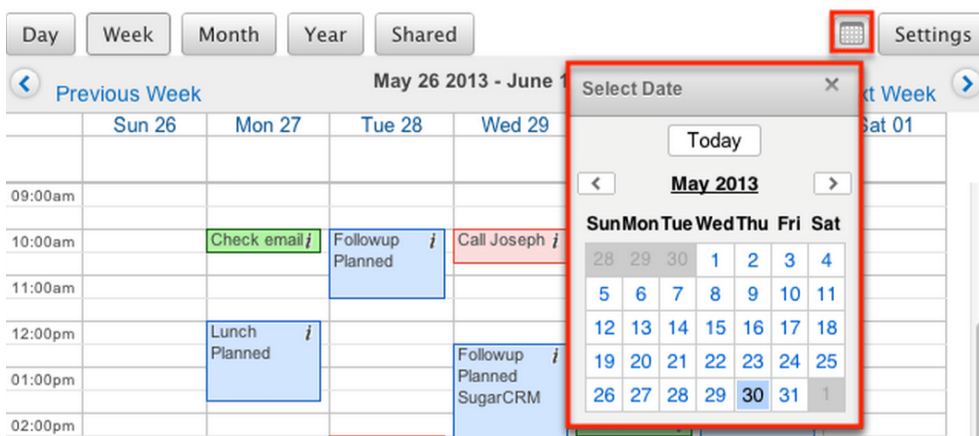 Day Week Month Year Shared Settings
Previous Week May 26 2013 - June 1 xt Week
Sun 26 Mon 27 Tue 28 Wed 29 Sat 01
09:00am
10:00am
11:00am
12:00pm
01:00pm
02:00pm
Check email i
Lunch i
Planned
Followup i
Planned
Call Joseph i
Followup i
Planned
SugarCRM
Select Date ×
Today
< May 2013 >
Sun Mon Tue Wed Thu Fri Sat
28 29 30 1 2 3 4
5 6 7 8 9 10 11
12 13 14 15 16 17 18
19 20 21 22 23 24 25
26 27 28 29 30 31 1